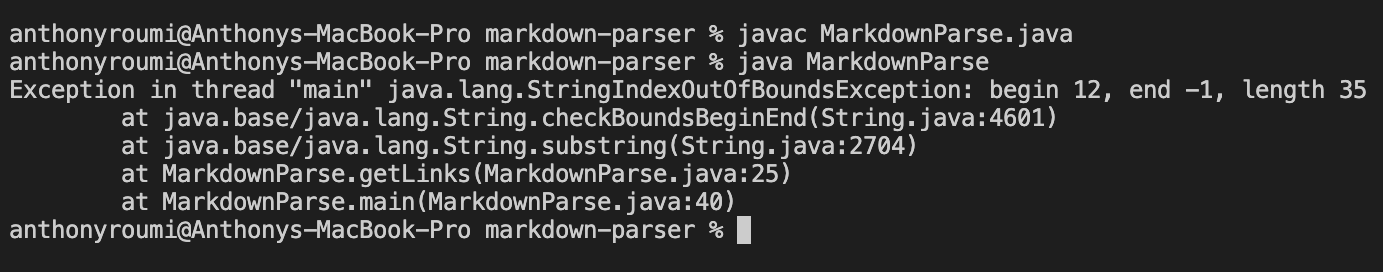 anthonyroumi@Anthonys-MacBook-Pro markdown-parser % javac MarkdownParse.java
anthonyroumi@Anthonys-MacBook-Pro markdown-parser % java MarkdownParse
Exception in thread "main" java.lang.StringIndexOutOfBoundsException: begin 12, end -1, length 35
        at java.base/java.lang.String.checkBoundsBeginEnd(String.java:4601)
        at java.base/java.lang.String.substring(String.java:2704)
        at MarkdownParse.getLinks(MarkdownParse.java:25)
        at MarkdownParse.main(MarkdownParse.java:40)
anthonyroumi@Anthonys-MacBook-Pro markdown-parser %